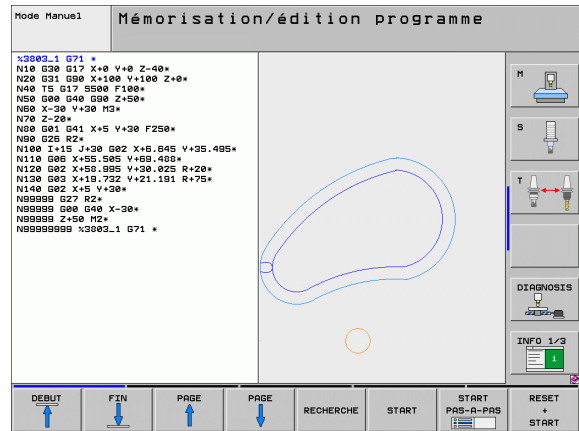 Mode Manuel
Mémorisation/édition programme
%3803_1 G71 *
N10 G30 G17 X+0 Y+0 Z-40*
N20 G31 G90 X+100 Y+100 Z+0*
N40 T5 G17 S500 F100*
N50 G00 G40 G90 Z+50*
N60 X-30 Y+30 M3*
N70 Z-20*
N80 G01 G41 X+5 Y+30 F250*
N90 G26 R2*
N100 I+15 J+30 G02 X+6.645 Y+35.495*
N110 G06 X+55.505 Y+69.488*
N120 G02 X+58.995 Y+30.025 R+20*
N130 G03 X+19.732 Y+21.191 R+75*
N140 G02 X+5 Y+30*
N99999 G27 R2*
N99999 G00 G40 X-30*
N99999 Z+50 M2*
N99999999 %3803_1 G71 *
M
S
T
DIAGNOSIS
INFO 1/3
DEBUT
FIN
PAGE
PAGE
RECHERCHE
START
START
PAS-A-PAS
RESET
+
START